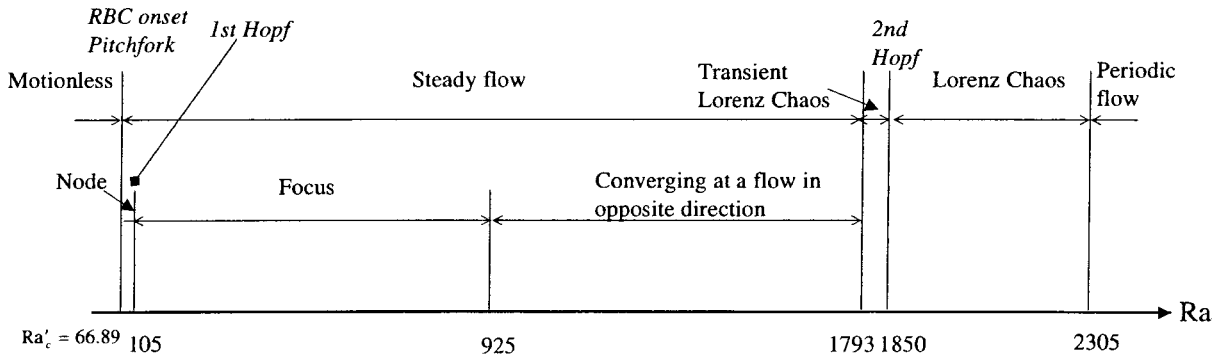 RBC onset
Pitchfork
1st Hopf
2nd
Hopf
Motionless
Steady flow
Transient
Lorenz Chaos
Lorenz Chaos
Periodic
flow
Node
Focus
Converging at a flow in
opposite direction
Ra
Ra'c = 66.89
105
925
1793
1850
2305